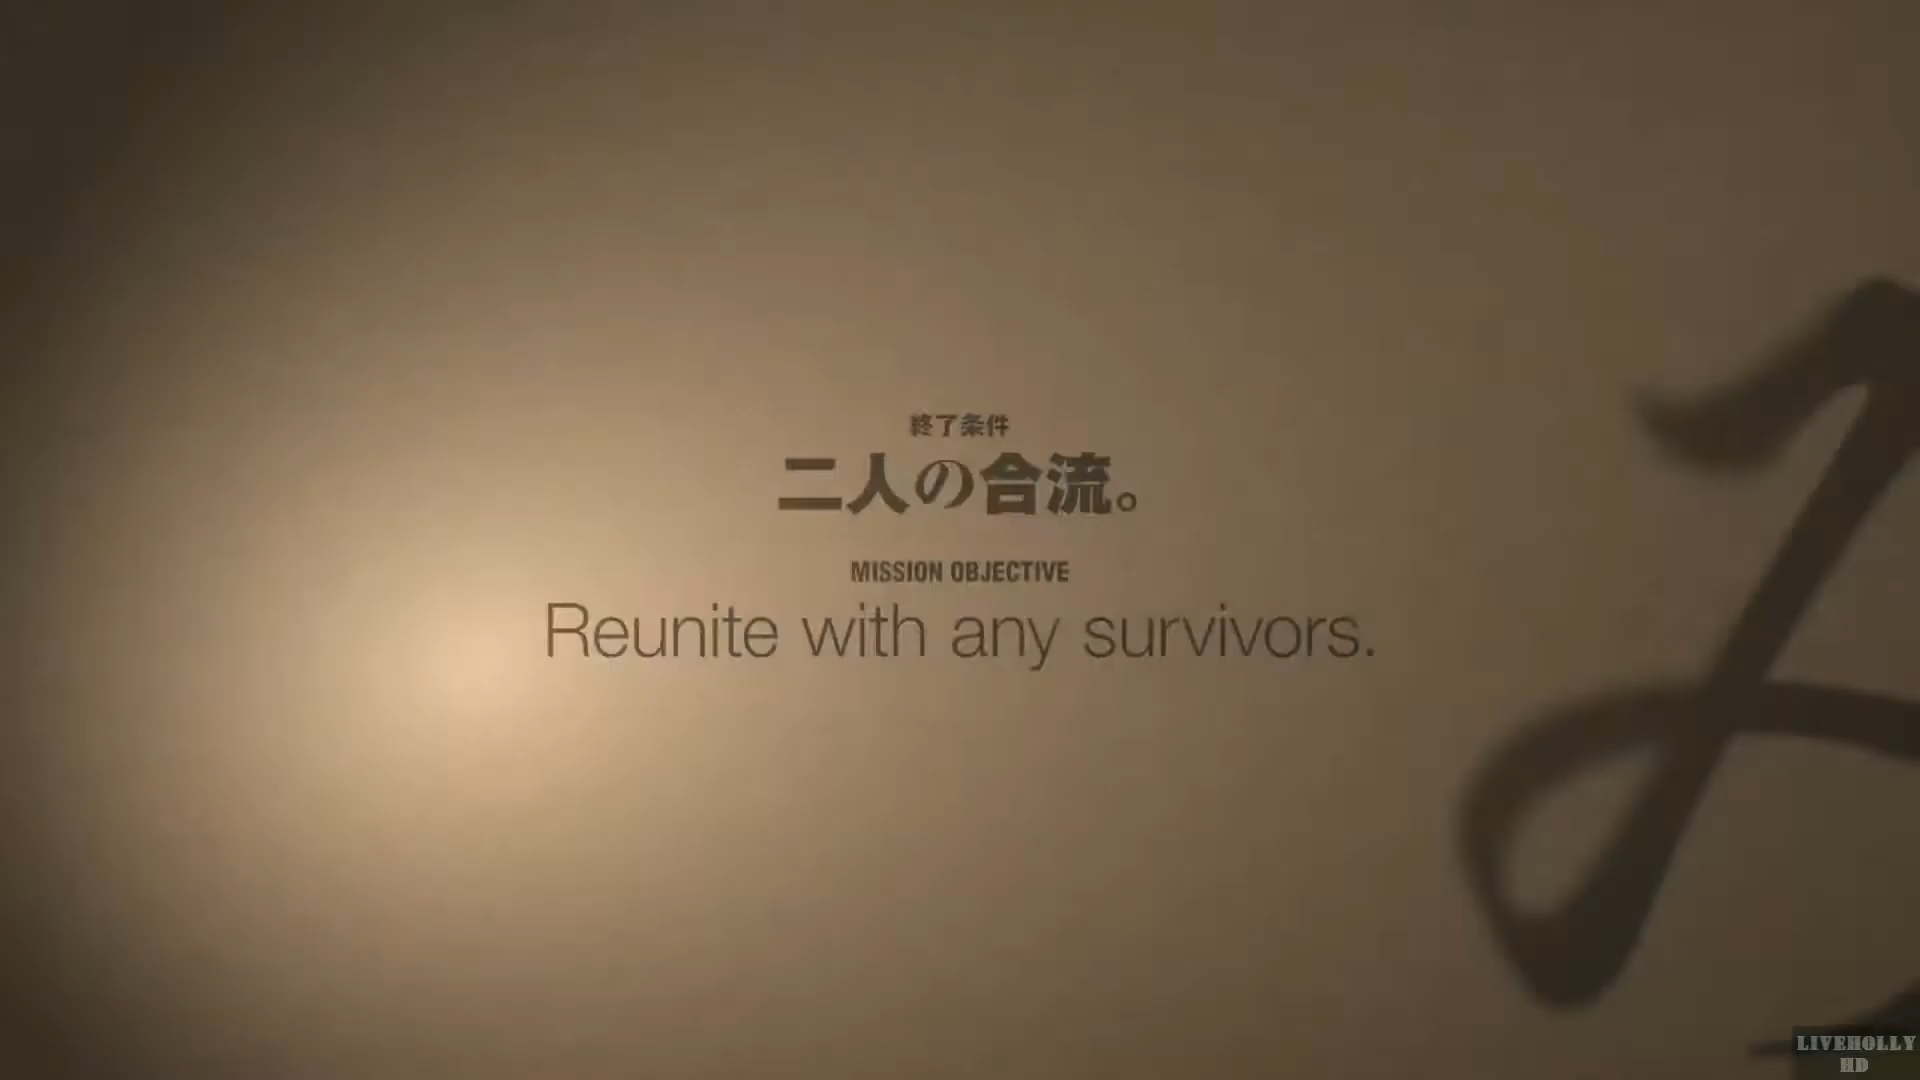 終了条件
二人の合流。
MISSION OBJECTIVE
Reunite with any survivors.
LIVEHOLLY
HD